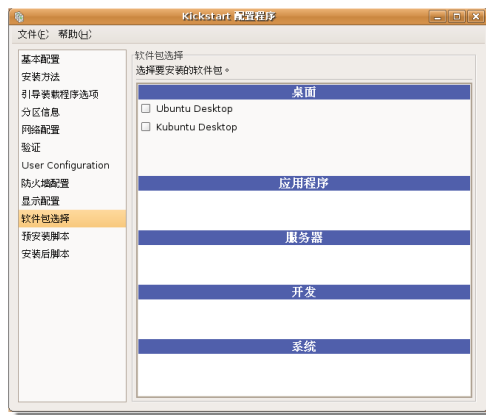 Kickstart 配置程序
文件(E) 帮助(H)
基本配置
安装方法
引导装载程序选项
分区信息
网络配置
验证
User Configuration
防火墙配置
显示配置
软件包选择
预安装脚本
安装后脚本
软件包选择
选择要安装的软件包。
桌面
Ubuntu Desktop
Kubuntu Desktop
应用程序
服务器
开发
系统